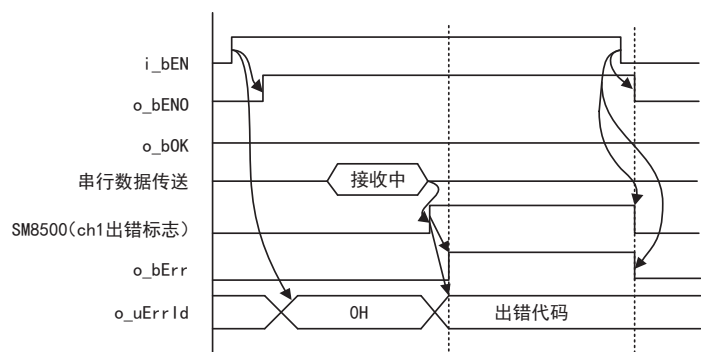 i_bEN
o_bENO
o_bOK
串行数据传送
接收中
SM8500(ch1出错标志)
o_bErr
o_uErrId
0H
出错代码